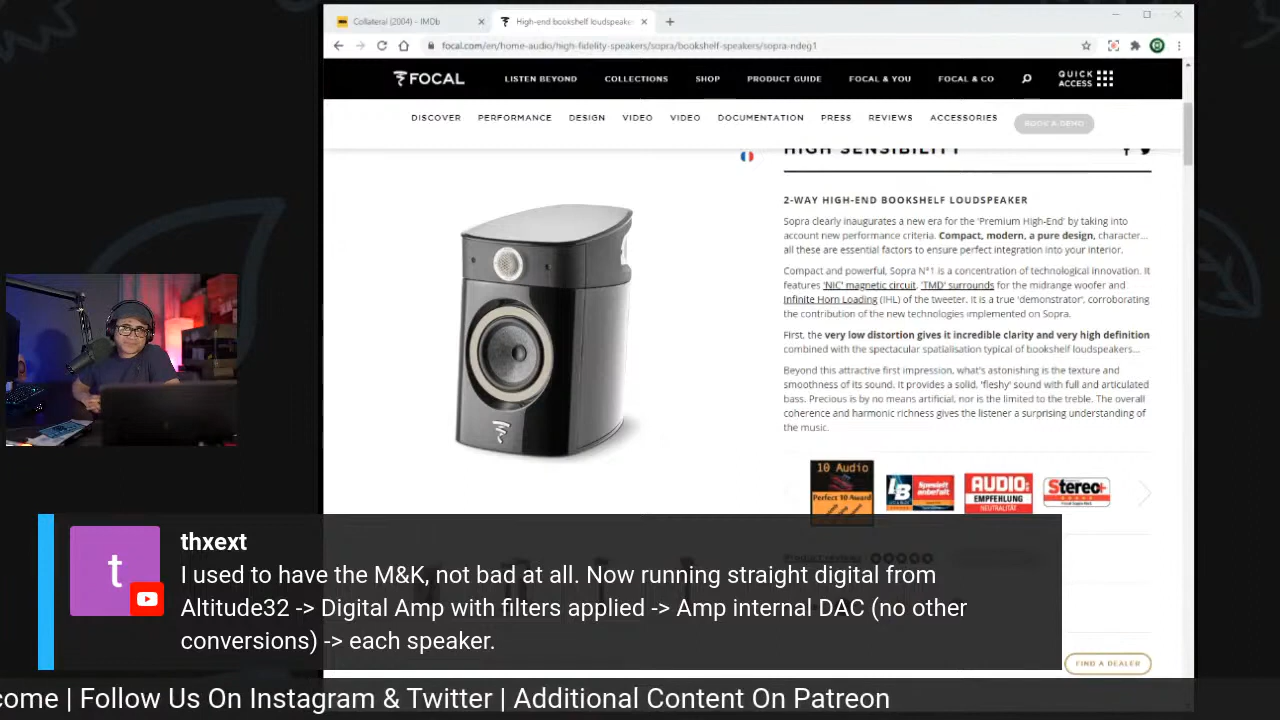 Collateral (2004) - IMDb
High-end bookshelf loudspeake
focal.com/en/home-audio/high-fidelity-speakers/sopra/bookshelf-speakers/sopra-ndeg1
FOCAL
LISTEN BEYOND
COLLECTIONS
SHOP
PRODUCT GUIDE
FOCAL & YOU
FOCAL & CO
QUICK
ACCESS
DISCOVER
PERFORMANCE
DESIGN
VIDEO
VIDEO
DOCUMENTATION
PRESS
REVIEWS
ACCESSORIES
BOOK A DEMO
HIGH SENSIBILITY
2-WAY HIGH-END BOOKSHELF LOUDSPEAKER
Sopra clearly inaugurates a new era for the 'Premium High-End' by taking into
account new performance criteria. Compact, modern, a pure design, character...
all these are essential factors to ensure perfect integration into your interior.
Compact and powerful, Sopra N°1 is a concentration of technological innovation. It
features 'NIC' magnetic circuit, 'TMD' surrounds for the midrange woofer and
Infinite Horn Loading (IHL) of the tweeter. It is a true 'demonstrator', corroborating
the contribution of the new technologies implemented on Sopra.
First, the very low distortion gives it incredible clarity and very high definition
combined with the spectacular spatialisation typical of bookshelf loudspeakers...
Beyond this attractive first impression, what's astonishing is the texture and
smoothness of its sound. It provides a solid, 'fleshy' sound with full and articulated
bass. Precious is by no means artificial, nor is the limited to the treble. The overall
coherence and harmonic richness gives the listener a surprising understanding of
the music.
10 Audio
Perfect 10 Award
AUDIO
EMPFEHLUNG
NEUTRALITÄT
Stereo
Product reviews
FIND A DEALER
t
thxext
I used to have the M&K, not bad at all. Now running straight digital from
Altitude32 -> Digital Amp with filters applied -> Amp internal DAC (no other
conversions) -> each speaker.
come | Follow Us On Instagram & Twitter | Additional Content On Patreon